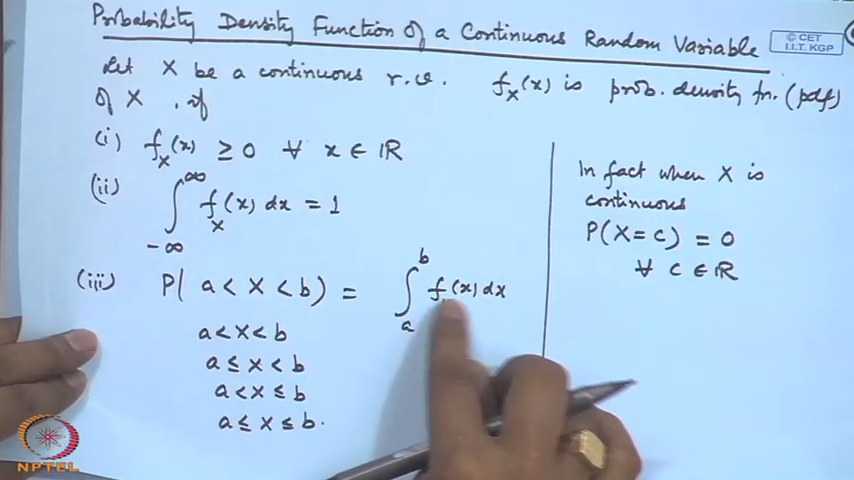 Probability Density Function Of a Continuous Random Variable
© CET
I.I.T. KGP
Let X be a continuous r.v. f_X(x) is prob. density fn. (pdf)
of X , if
(i) f_X(x) ≥ 0 ∀ x ∈ ℝ
(ii) ∫_{-∞}^{∞} f_X(x) dx = 1
(iii) P( a < X < b) = ∫_a^b f(x) dx
a < X < b
a ≤ X < b
a < X ≤ b
a ≤ X ≤ b.
In fact when X is
continuous
P(X = c) = 0
∀ c ∈ ℝ
NPTEL